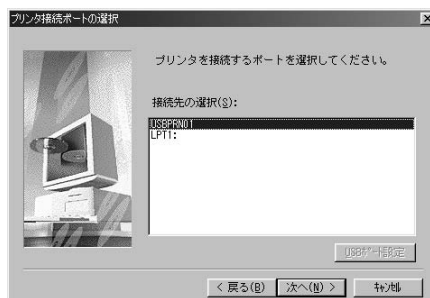 プリンタ接続ポートの選択
プリンタを接続するポートを選択してください。
接続先の選択(S):
USBPRN01
LPT1:
USBﾎﾟｰﾄ設定
< 戻る(B)
次へ(N) >
ｷｬﾝｾﾙ